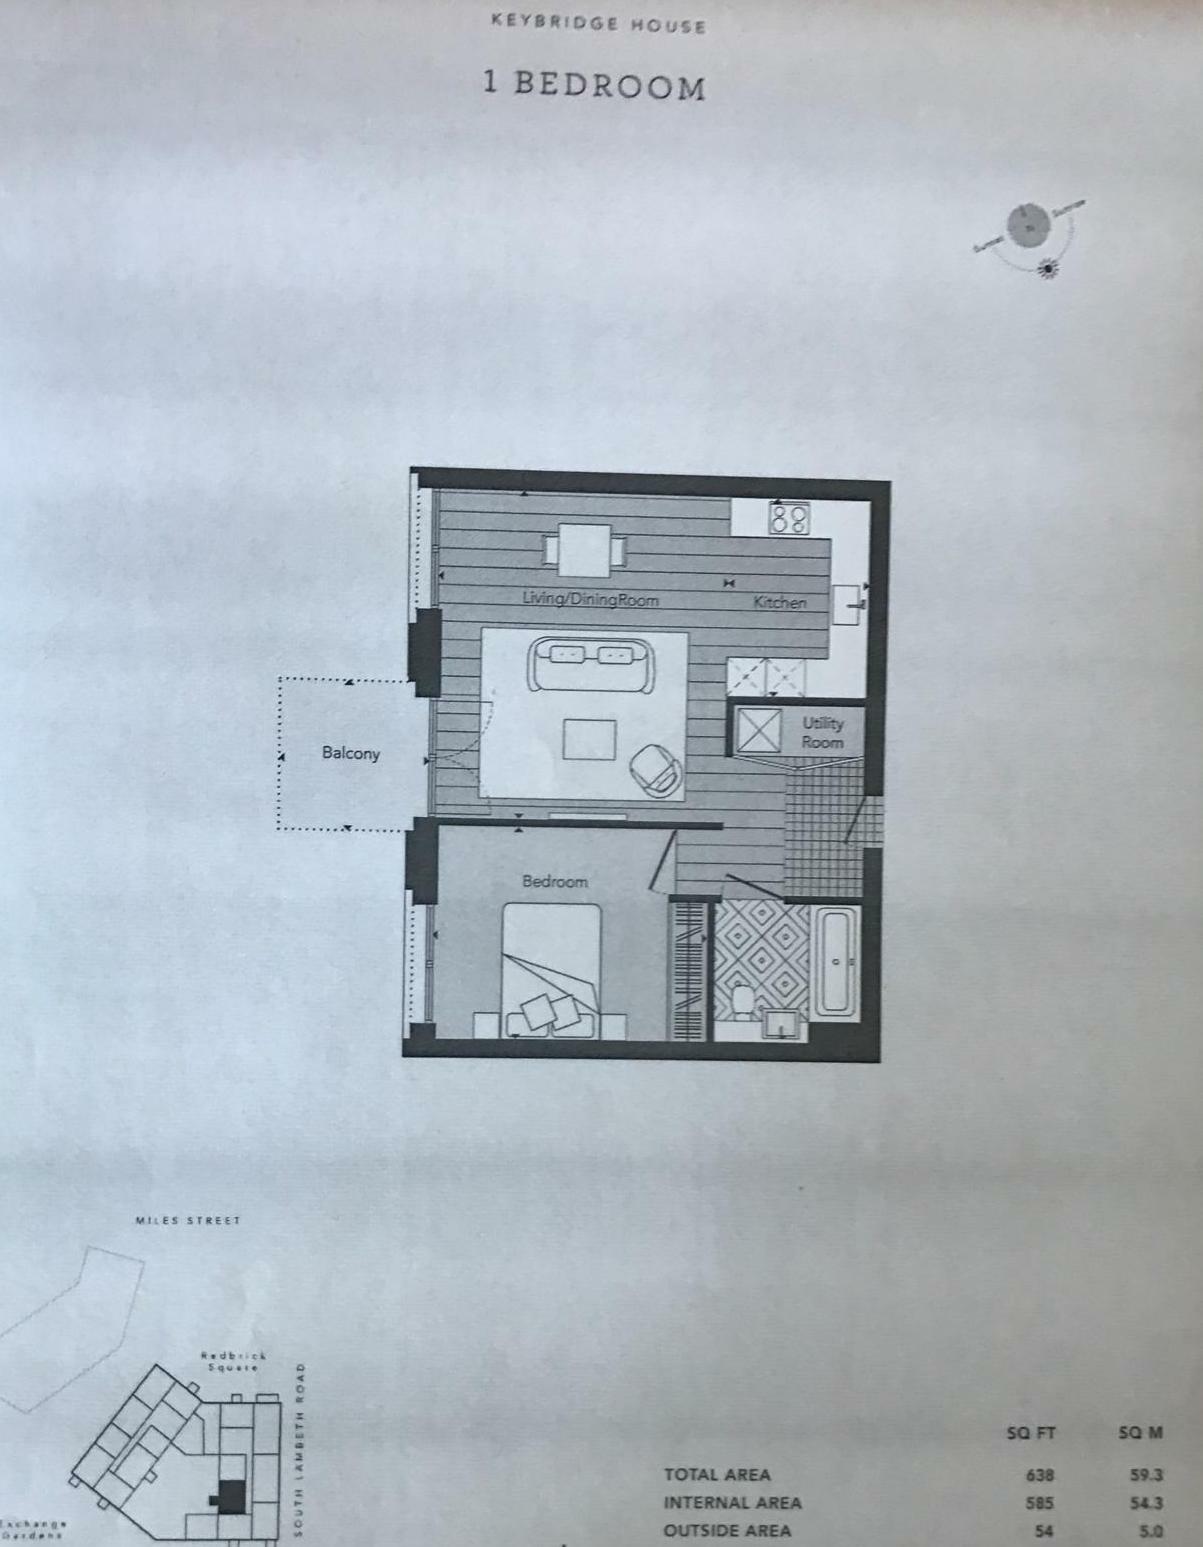 KEYBRIDGE HOUSE
1 BEDROOM
Sunrise
Sunset
Living/DiningRoom
Kitchen
Utility
Room
Balcony
Bedroom
MILES STREET
Redbrick
Square
SOUTH LAMBETH ROAD
Exchange
Gardens
SQ FT SQ M
TOTAL AREA 638 59.3
INTERNAL AREA 585 54.3
OUTSIDE AREA 54 5.0